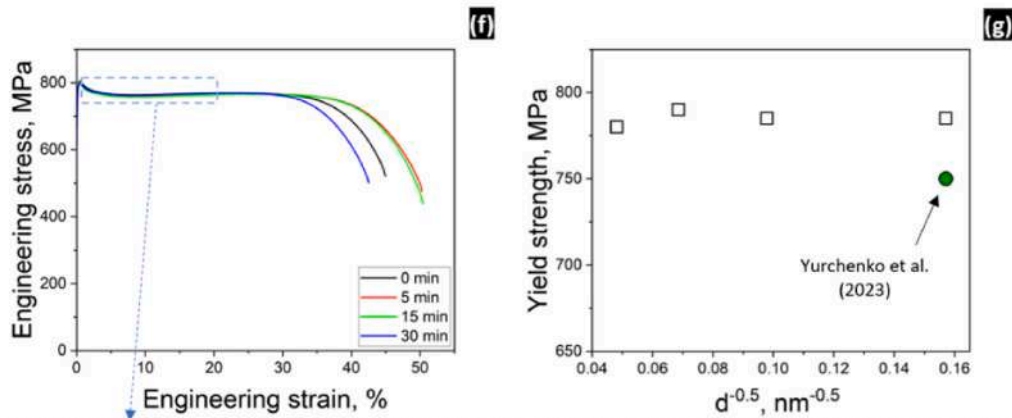 (f)
Engineering stress, MPa
800
600
400
200
0
0 10 20 30 40 50
Engineering strain, %
0 min
5 min
15 min
30 min
(g)
Yield strength, MPa
800
750
700
650
0.04 0.06 0.08 0.10 0.12 0.14 0.16
d-0.5, nm-0.5
Yurchenko et al.
(2023)